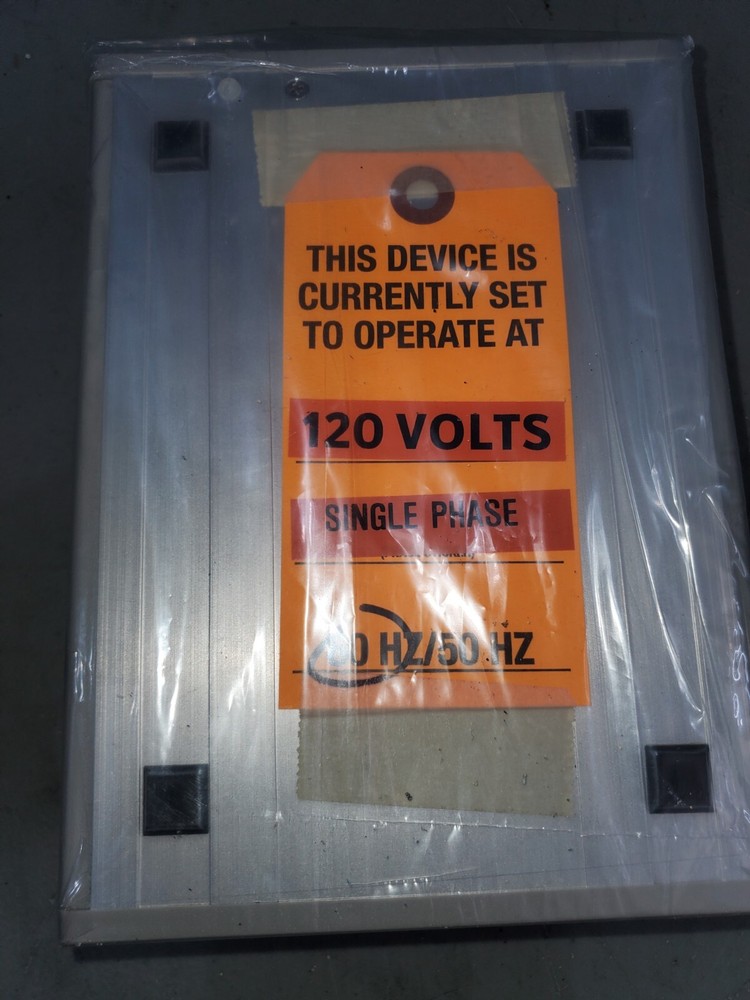 THIS DEVICE IS
CURRENTLY SET
TO OPERATE AT
120 VOLTS
SINGLE PHASE
HZ/50 HZ